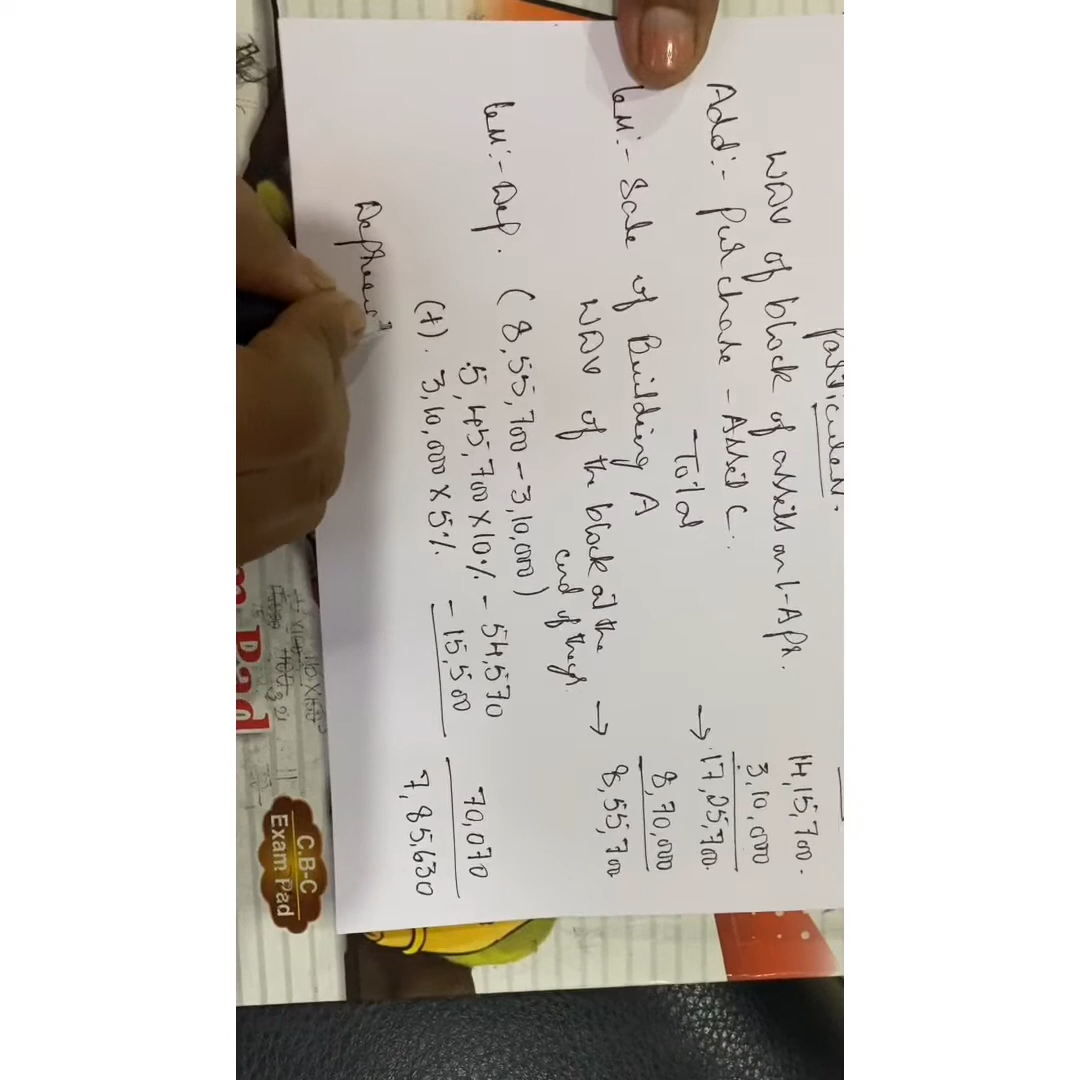 Particulars.
WDV of block of assets on 1-Apr. 14,15,700.
Add:- Purchase - Asset C.. 3,10,000
Total → 17,25,700.
Less:- Sale of Building A 8,70,000
WDV of the block at the end of the yr. → 8,55,700
Less:- Dep. (8,55,700 - 3,10,000)
5,45,700 x 10% - 54,570
(+). 3,10,000 x 5% - 15,500 70,070
7,85,630
C.B-C
Exam Pad
Pad